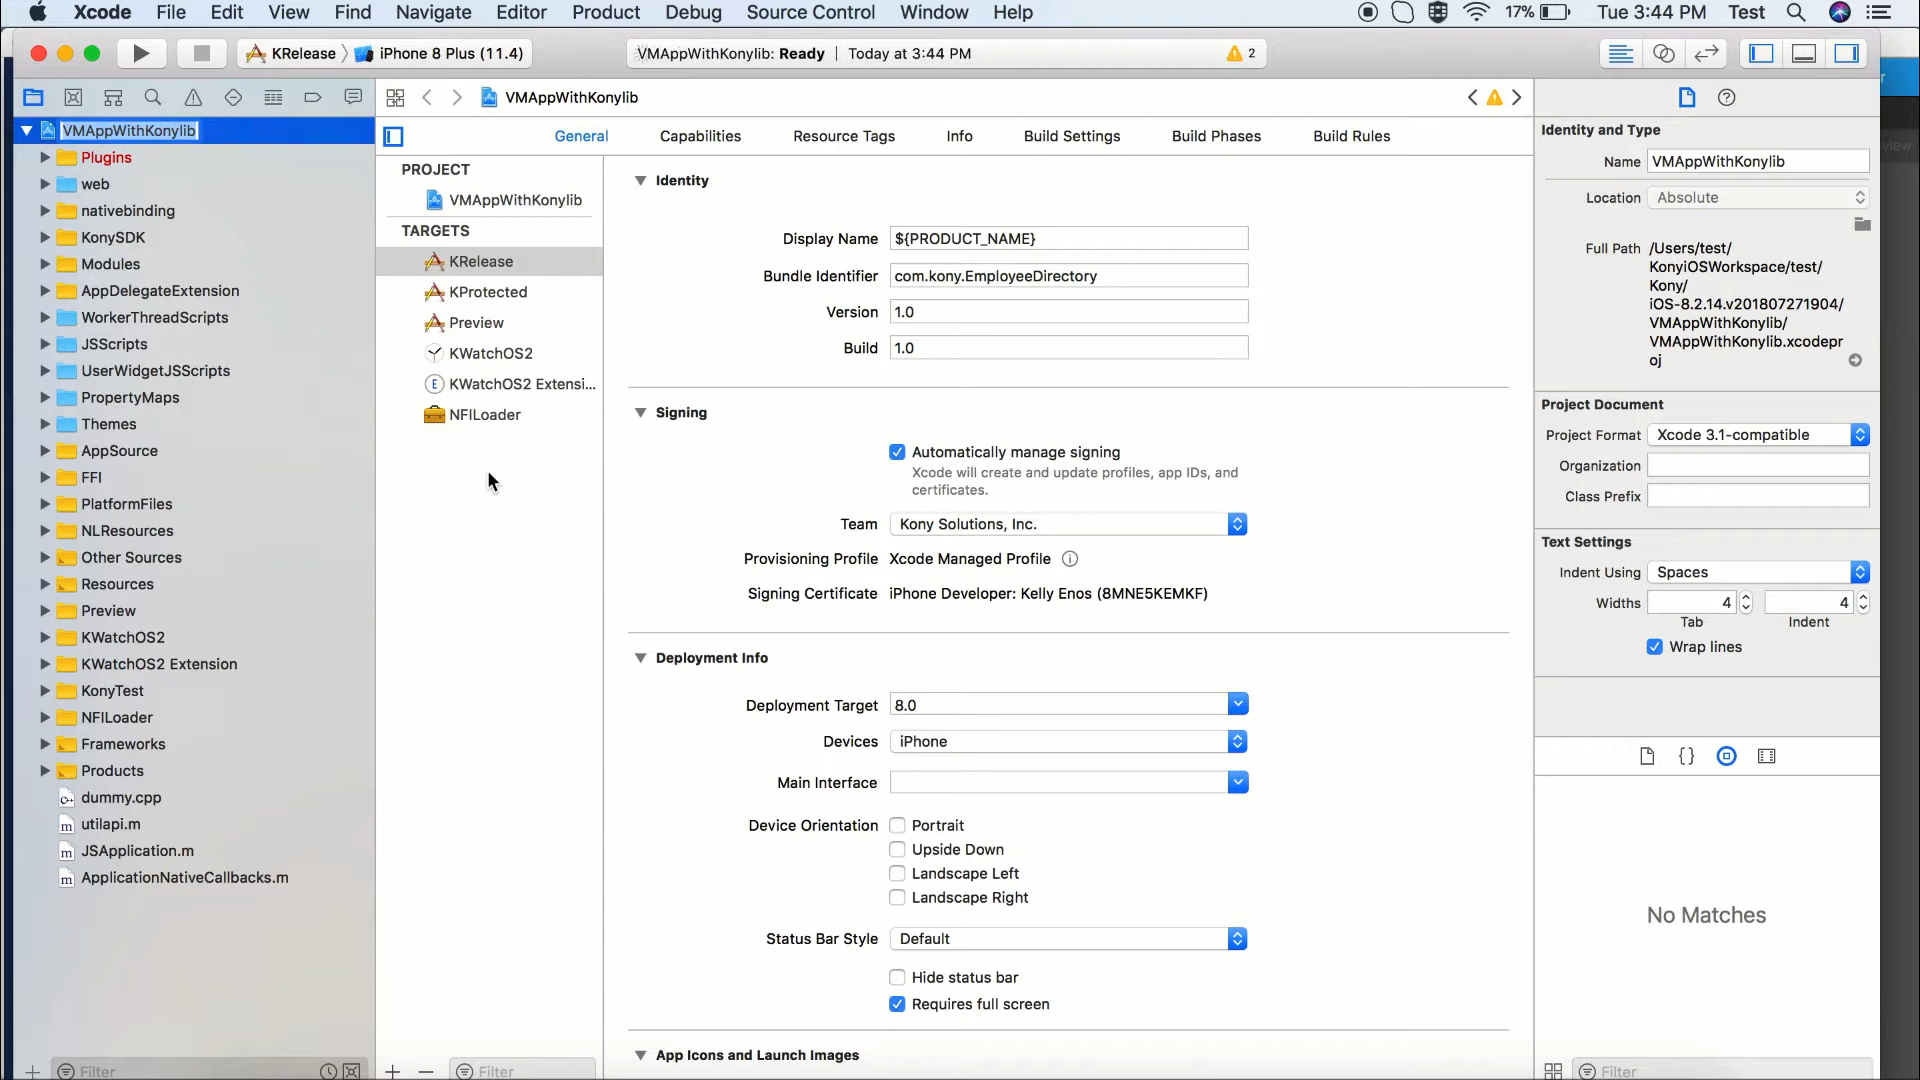 Xcode File Edit View Find Navigate Editor Product Debug Source Control Window Help 17% Tue 3:44 PM Test
KRelease iPhone 8 Plus (11.4) VMAppWithKonylib: Ready Today at 3:44 PM 2
VMAppWithKonylib
General Capabilities Resource Tags Info Build Settings Build Phases Build Rules
VMAppWithKonylib
Plugins
web
nativebinding
KonySDK
Modules
AppDelegateExtension
WorkerThreadScripts
JSScripts
UserWidgetJSScripts
PropertyMaps
Themes
AppSource
FFI
PlatformFiles
NLResources
Other Sources
Resources
Preview
KWatchOS2
KWatchOS2 Extension
KonyTest
NFILoader
Frameworks
Products
dummy.cpp
utilapi.m
JSApplication.m
ApplicationNativeCallbacks.m
Filter
PROJECT
VMAppWithKonylib
TARGETS
KRelease
KProtected
Preview
KWatchOS2
KWatchOS2 Extensi...
NFILoader
Filter
Identity
Display Name ${PRODUCT_NAME}
Bundle Identifier com.kony.EmployeeDirectory
Version 1.0
Build 1.0
Signing
Automatically manage signing
Xcode will create and update profiles, app IDs, and
certificates.
Team Kony Solutions, Inc.
Provisioning Profile Xcode Managed Profile
Signing Certificate iPhone Developer: Kelly Enos (8MNE5KEMKF)
Deployment Info
Deployment Target 8.0
Devices iPhone
Main Interface
Device Orientation Portrait
Upside Down
Landscape Left
Landscape Right
Status Bar Style Default
Hide status bar
Requires full screen
App Icons and Launch Images
Identity and Type
Name VMAppWithKonylib
Location Absolute
Full Path /Users/test/
KonyiOSWorkspace/test/
Kony/
iOS-8.2.14.v201807271904/
VMAppWithKonylib/
VMAppWithKonylib.xcodepr
oj
Project Document
Project Format Xcode 3.1-compatible
Organization
Class Prefix
Text Settings
Indent Using Spaces
Widths 4 4
Tab Indent
Wrap lines
No Matches
Filter